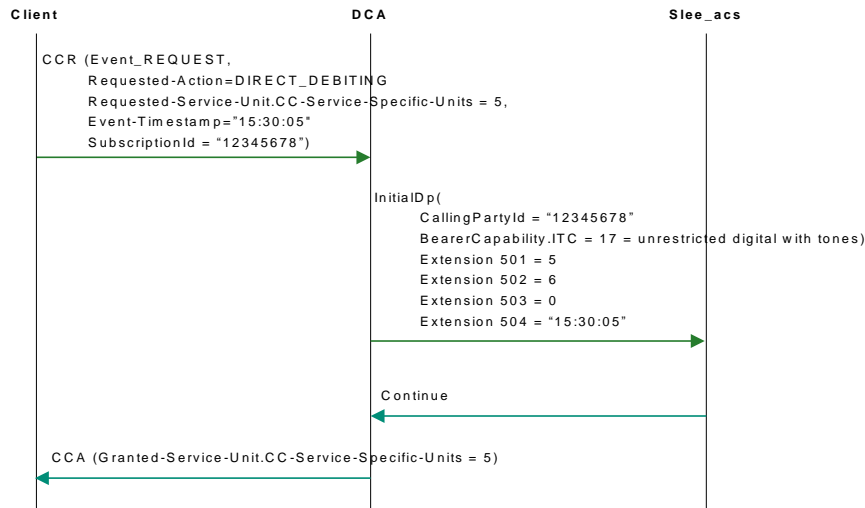 Client DCA Slee_acs
CCR (Event_REQUEST,
Requested-Action=DIRECT_DEBITING
Requested-Service-Unit.CC-Service-Specific-Units = 5,
Event-Timestamp="15:30:05"
SubscriptionId = “12345678”)
InitialDp(
CallingPartyId = “12345678”
BearerCapability.ITC = 17 = unrestricted digital with tones)
Extension 501 = 5
Extension 502 = 6
Extension 503 = 0
Extension 504 = “15:30:05”
Continue
CCA (Granted-Service-Unit.CC-Service-Specific-Units = 5)